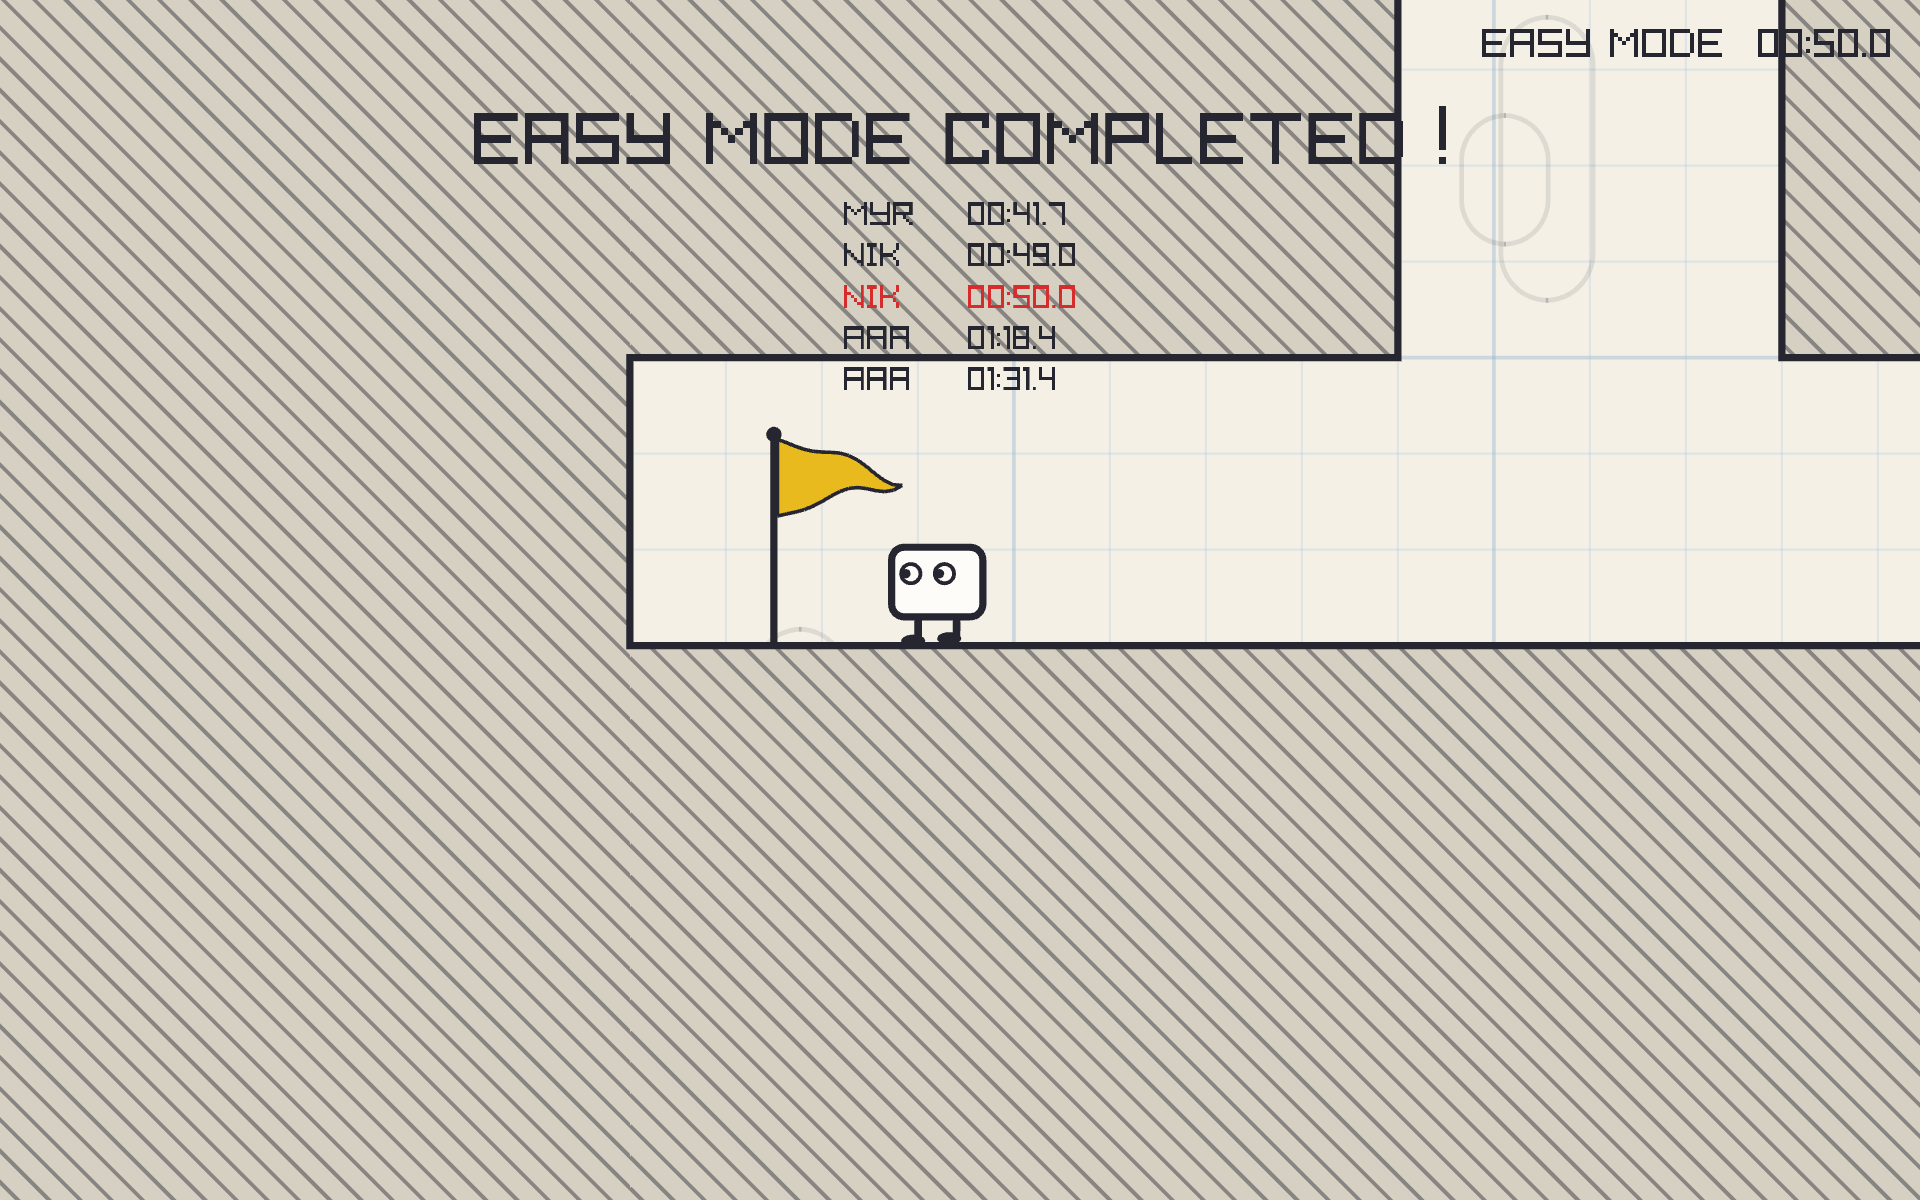 EASY MODE 00:50.0
EASY MODE COMPLETED!
MYR 00:41.7
NIK 00:49.0
NIK 00:50.0
AAA 01:18.4
AAA 01:31.4